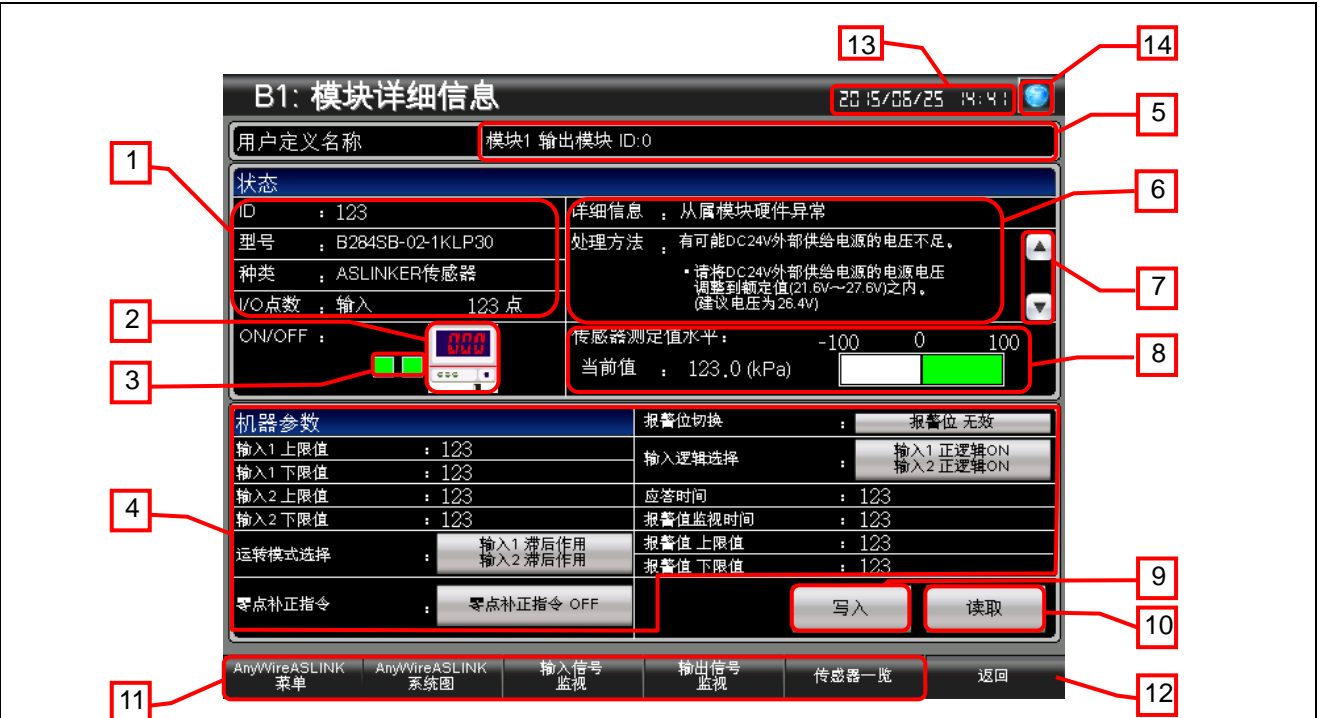 13
14
B1: 模块详细信息
2015/06/25 14:41
5
用户定义名称
模块1 输出模块 ID:0
1
状态
6
ID : 123
详细信息 : 从属模块硬件异常
型号 : B284SB-02-1KLP30
处理方法 : 有可能DC24V外部供给电源的电压不足。
种类 : ASLINKER传感器
・请将DC24V外部供给电源的电源电压
调整到额定值(21.6V～27.6V)之内。
(建议电压为26.4V)
7
I/O点数 : 输入 123 点
2
ON/OFF :
000
传感器测定值水平:
-100 0 100
当前值 : 123.0 (kPa)
8
3
机器参数
报警位切换 : 报警位 无效
输入1 上限值 : 123
输入逻辑选择 : 输入1 正逻辑ON
输入2 正逻辑ON
输入1 下限值 : 123
输入2 上限值 : 123
应答时间 : 123
4
输入2 下限值 : 123
报警值监视时间 : 123
运转模式选择 : 输入1 滞后作用
输入2 滞后作用
报警值 上限值 : 123
报警值 下限值 : 123
9
零点补正指令 : 零点补正指令 OFF
写入
读取
10
AnyWireASLINK
菜单
AnyWireASLINK
系统图
输入信号
监视
输出信号
监视
传感器一览
返回
11
12